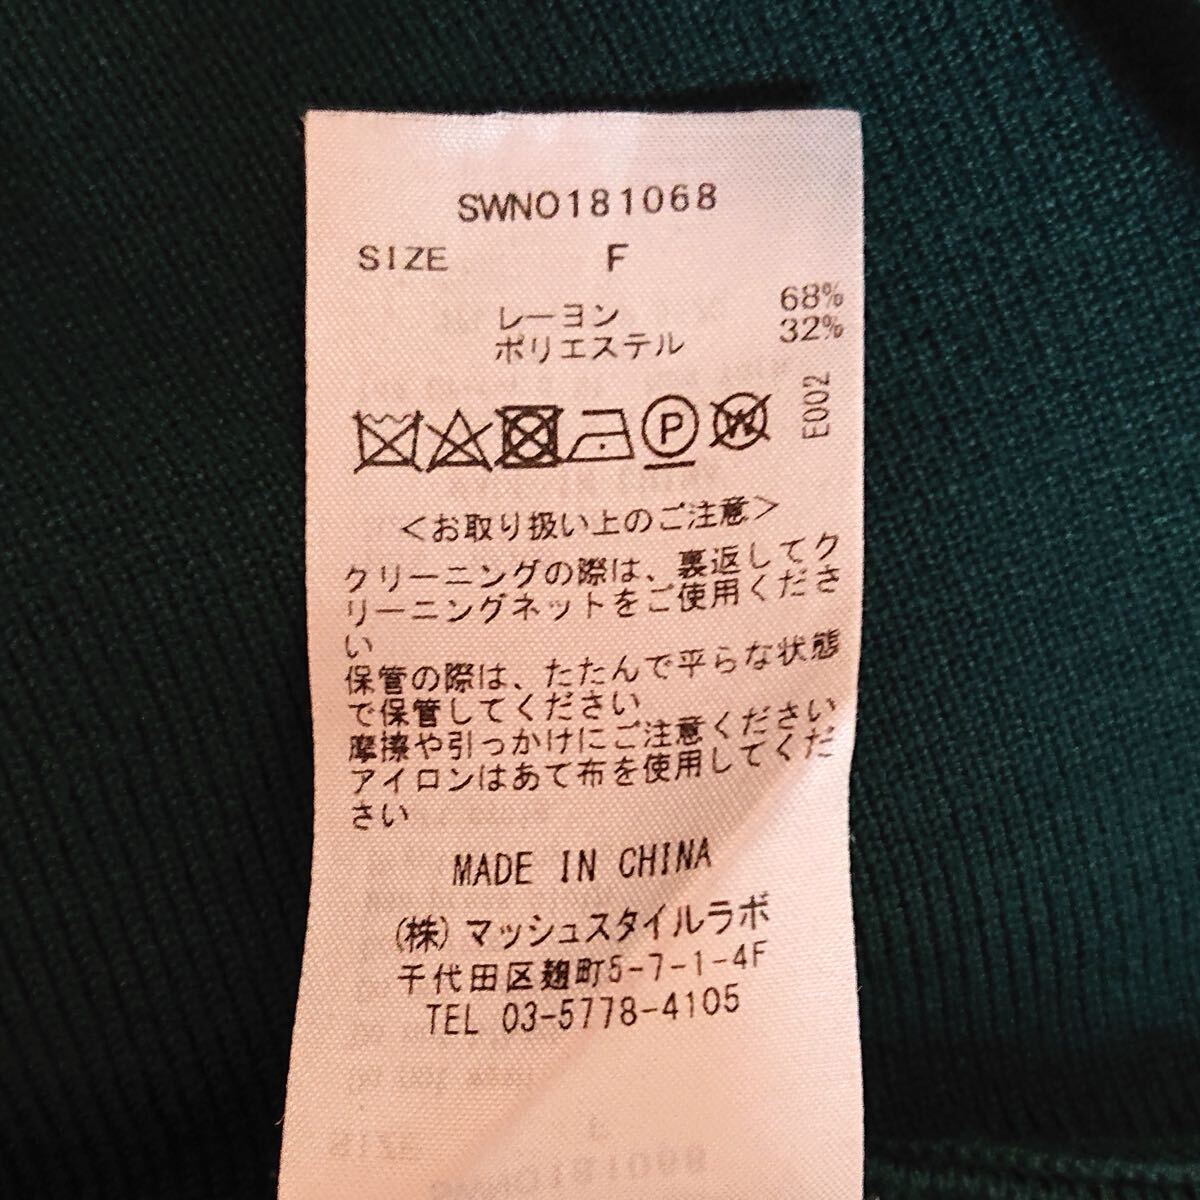 SWNO181068
SIZE F
レーヨン 68%
ポリエステル 32%
E002
P
W
<お取り扱い上のご注意>
クリーニングの際は、裏返してク
リーニングネットをご使用くださ
い
保管の際は、たたんで平らな状態
で保管してください
摩擦や引っかけにご注意ください
アイロンはあて布を使用してくだ
さい
MADE IN CHINA
(株)マッシュスタイルラボ
千代田区麹町5-7-1-4F
TEL 03-5778-4105